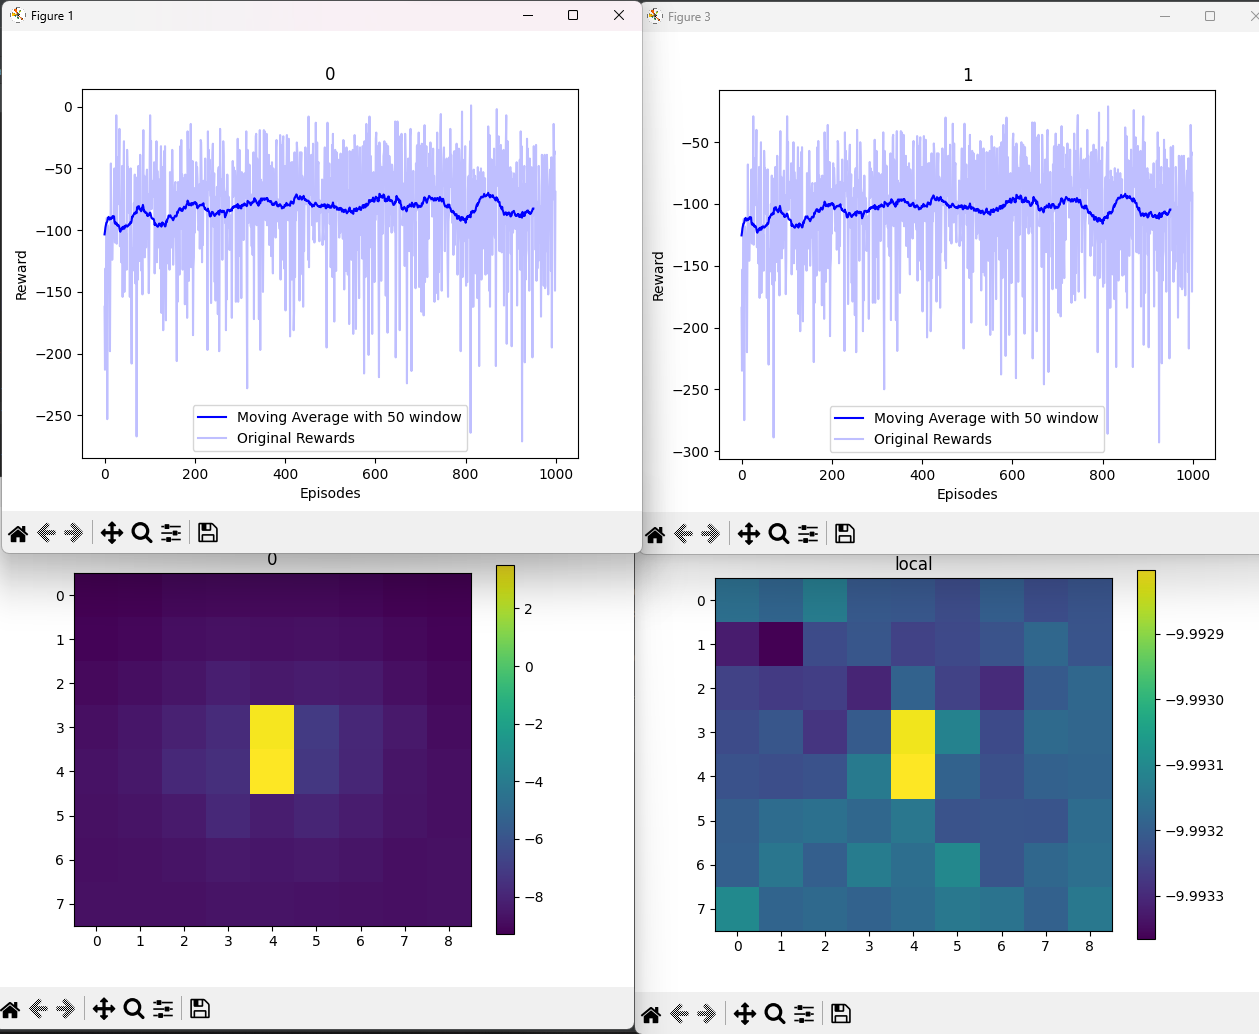 Figure 1
0
0
−50
−100
−150
−200
−250
Reward
Moving Average with 50 window
Original Rewards
0 200 400 600 800 1000
Episodes
Figure 3
1
−50
−100
−150
−200
−250
−300
Reward
Moving Average with 50 window
Original Rewards
0 200 400 600 800 1000
Episodes
0
0
1
2
3
4
5
6
7
0 1 2 3 4 5 6 7 8
2
0
−2
−4
−6
−8
local
0
1
2
3
4
5
6
7
0 1 2 3 4 5 6 7 8
−9.9929
−9.9930
−9.9931
−9.9932
−9.9933